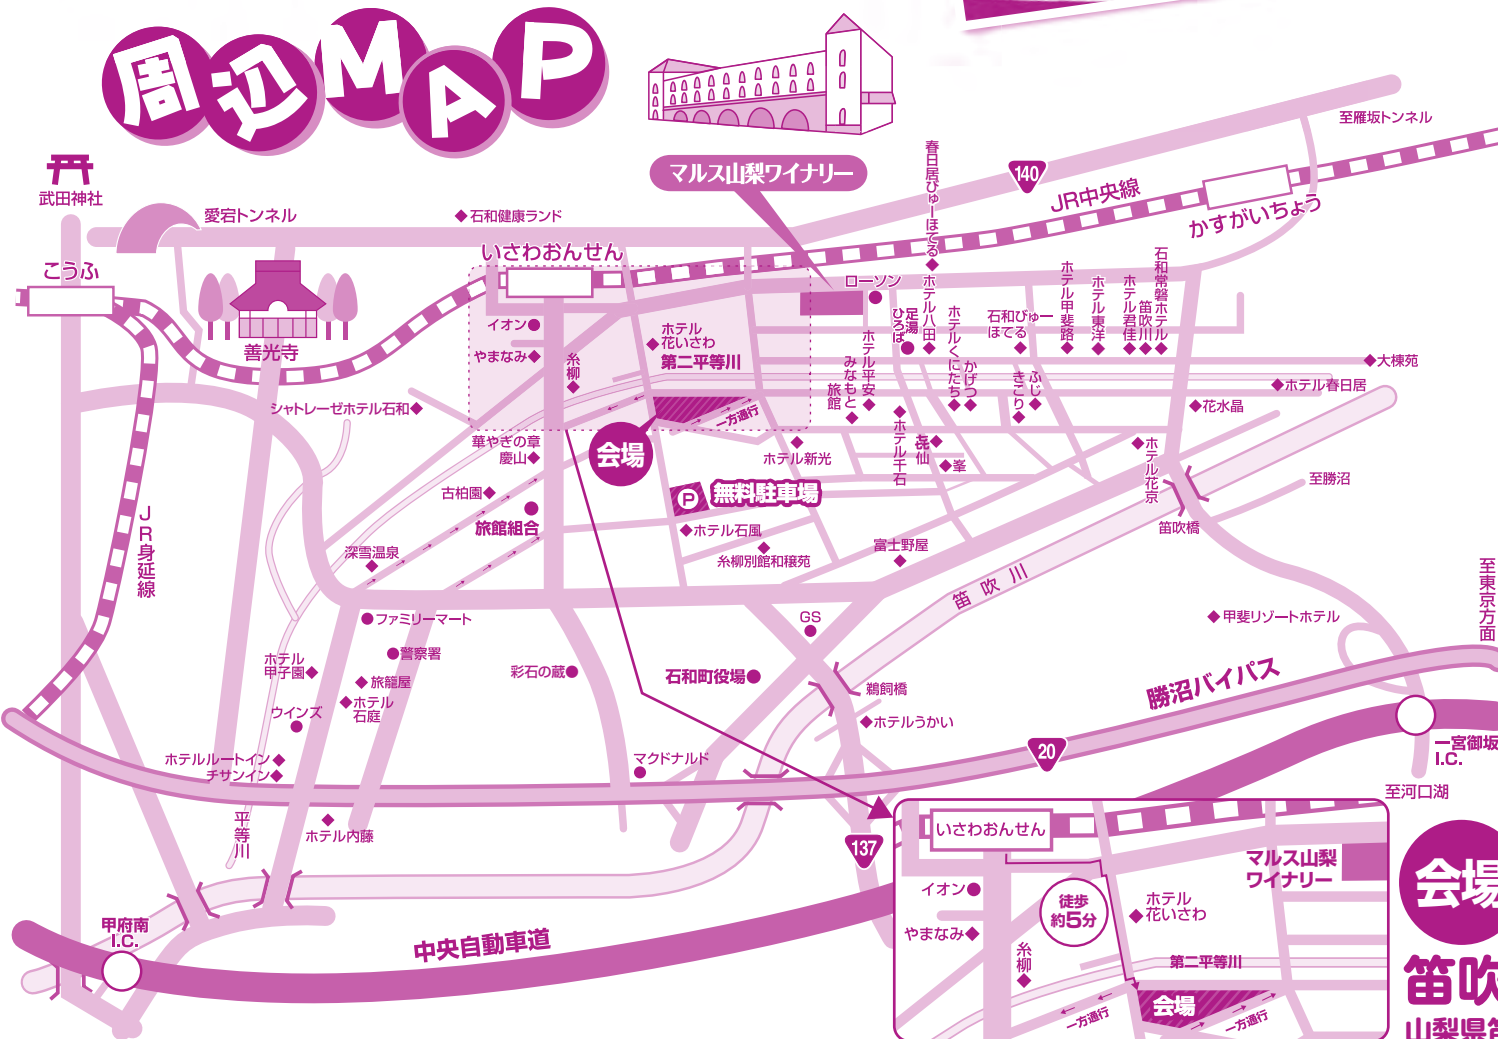 周辺MAP
武田神社
愛宕トンネル
石和健康ランド
マルス山梨ワイナリー
春日居びゅーほてる
140
至雁坂トンネル
JR中央線
かすがいちょう
こうふ
いさわおんせん
善光寺
イオン
やまなみ
糸柳
ホテル
花いさわ
第二平等川
一方通行
ローソン
足湯
ひろば
ホテル八田
ホテル平安
みなもと
旅館
ホテルくにたち
かげつ
石和びゅー
ほてる
きこり
ふじ
ホテル甲斐路
ホテル東洋
ホテル君佳
笛吹川
石和常磐ホテル
大棟苑
ホテル春日居
花水晶
シャトレーゼホテル石和
華やぎの章
慶山
会場
ホテル新光
ホテル千石
峯
ホテル花京
至勝沼
笛吹橋
古柏園
旅館組合
P
無料駐車場
ホテル石風
糸柳別館和穣苑
富士野屋
深雪温泉
JR身延線
笛吹川
至東京方面
ファミリーマート
警察署
ホテル
甲子園
旅籠屋
ホテル
石庭
ウインズ
彩石の蔵
石和町役場
GS
鵜飼橋
ホテルうかい
甲斐リゾートホテル
勝沼バイパス
20
一宮御坂
I.C.
至河口湖
ホテルルートイン
チサンイン
平等川
ホテル内藤
マクドナルド
137
甲府南
I.C.
中央自動車道
いさわおんせん
マルス山梨
ワイナリー
イオン
徒歩
約5分
ホテル
花いさわ
やまなみ
糸柳
第二平等川
会場
一方通行
一方通行
会場
笛吹
山梨県笛